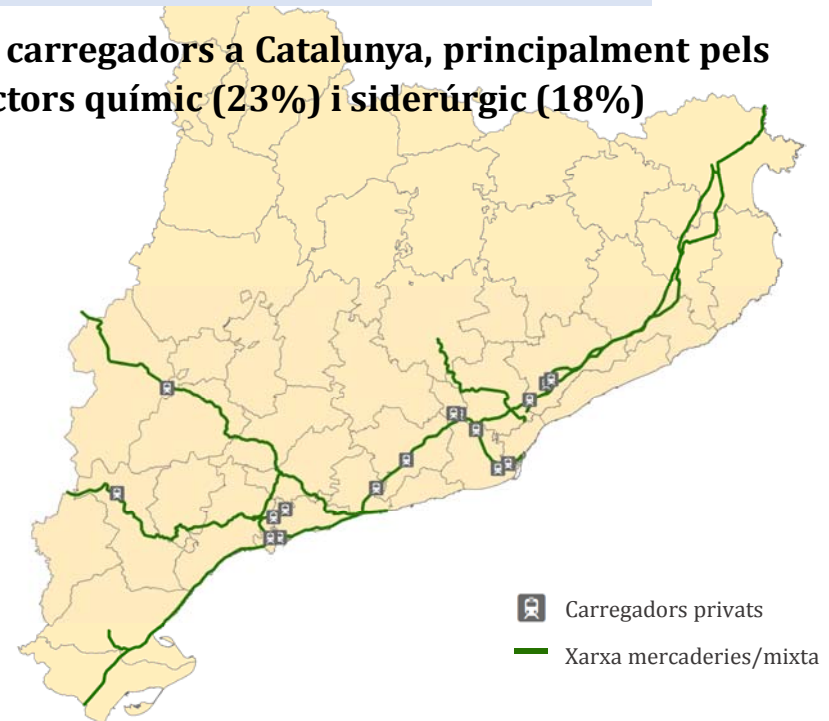 carregadors a Catalunya, principalment pels
ctors químic (23%) i siderúrgic (18%)
Carregadors privats
Xarxa mercaderies/mixta